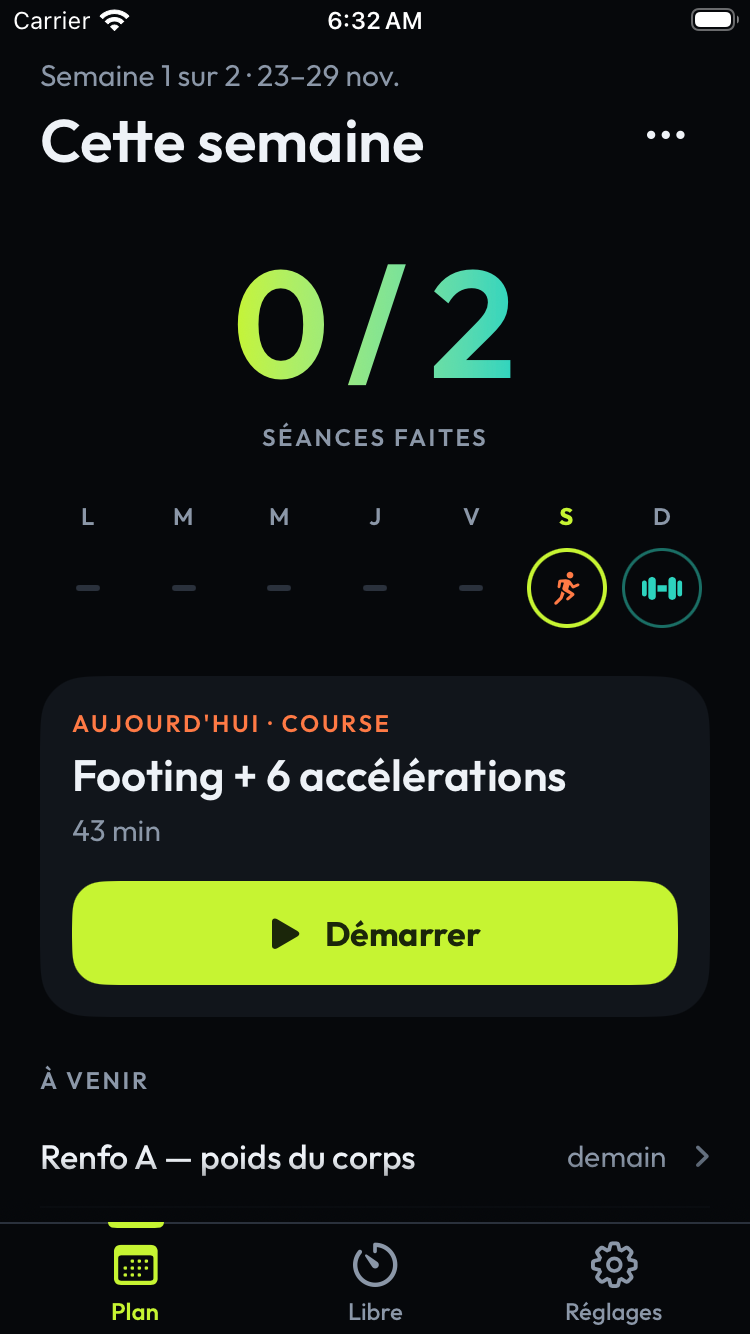 Carrier 6:32 AM
Semaine 1 sur 2 · 23–29 nov.
Cette semaine
0/2
SÉANCES FAITES
L M M J V S D
AUJOURD'HUI · COURSE
Footing + 6 accélérations
43 min
Démarrer
À VENIR
Renfo A — poids du corps demain
Plan Libre Réglages